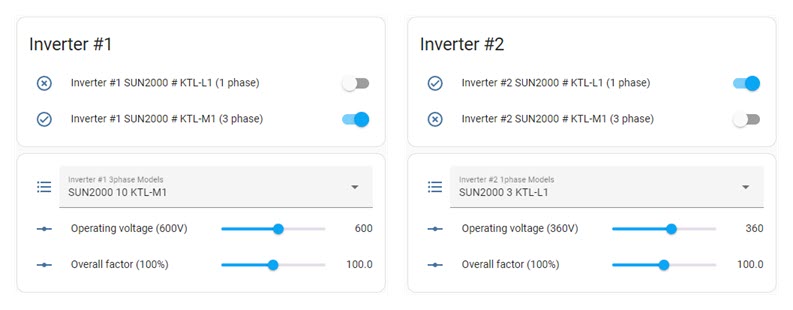 Inverter #1
Inverter #1 SUN2000 # KTL-L1 (1 phase)
Inverter #1 SUN2000 # KTL-M1 (3 phase)
Inverter #1 3phase Models
SUN2000 10 KTL-M1
Operating voltage (600V) 600
Overall factor (100%) 100.0
Inverter #2
Inverter #2 SUN2000 # KTL-L1 (1 phase)
Inverter #2 SUN2000 # KTL-M1 (3 phase)
Inverter #2 1phase Models
SUN2000 3 KTL-L1
Operating voltage (360V) 360
Overall factor (100%) 100.0